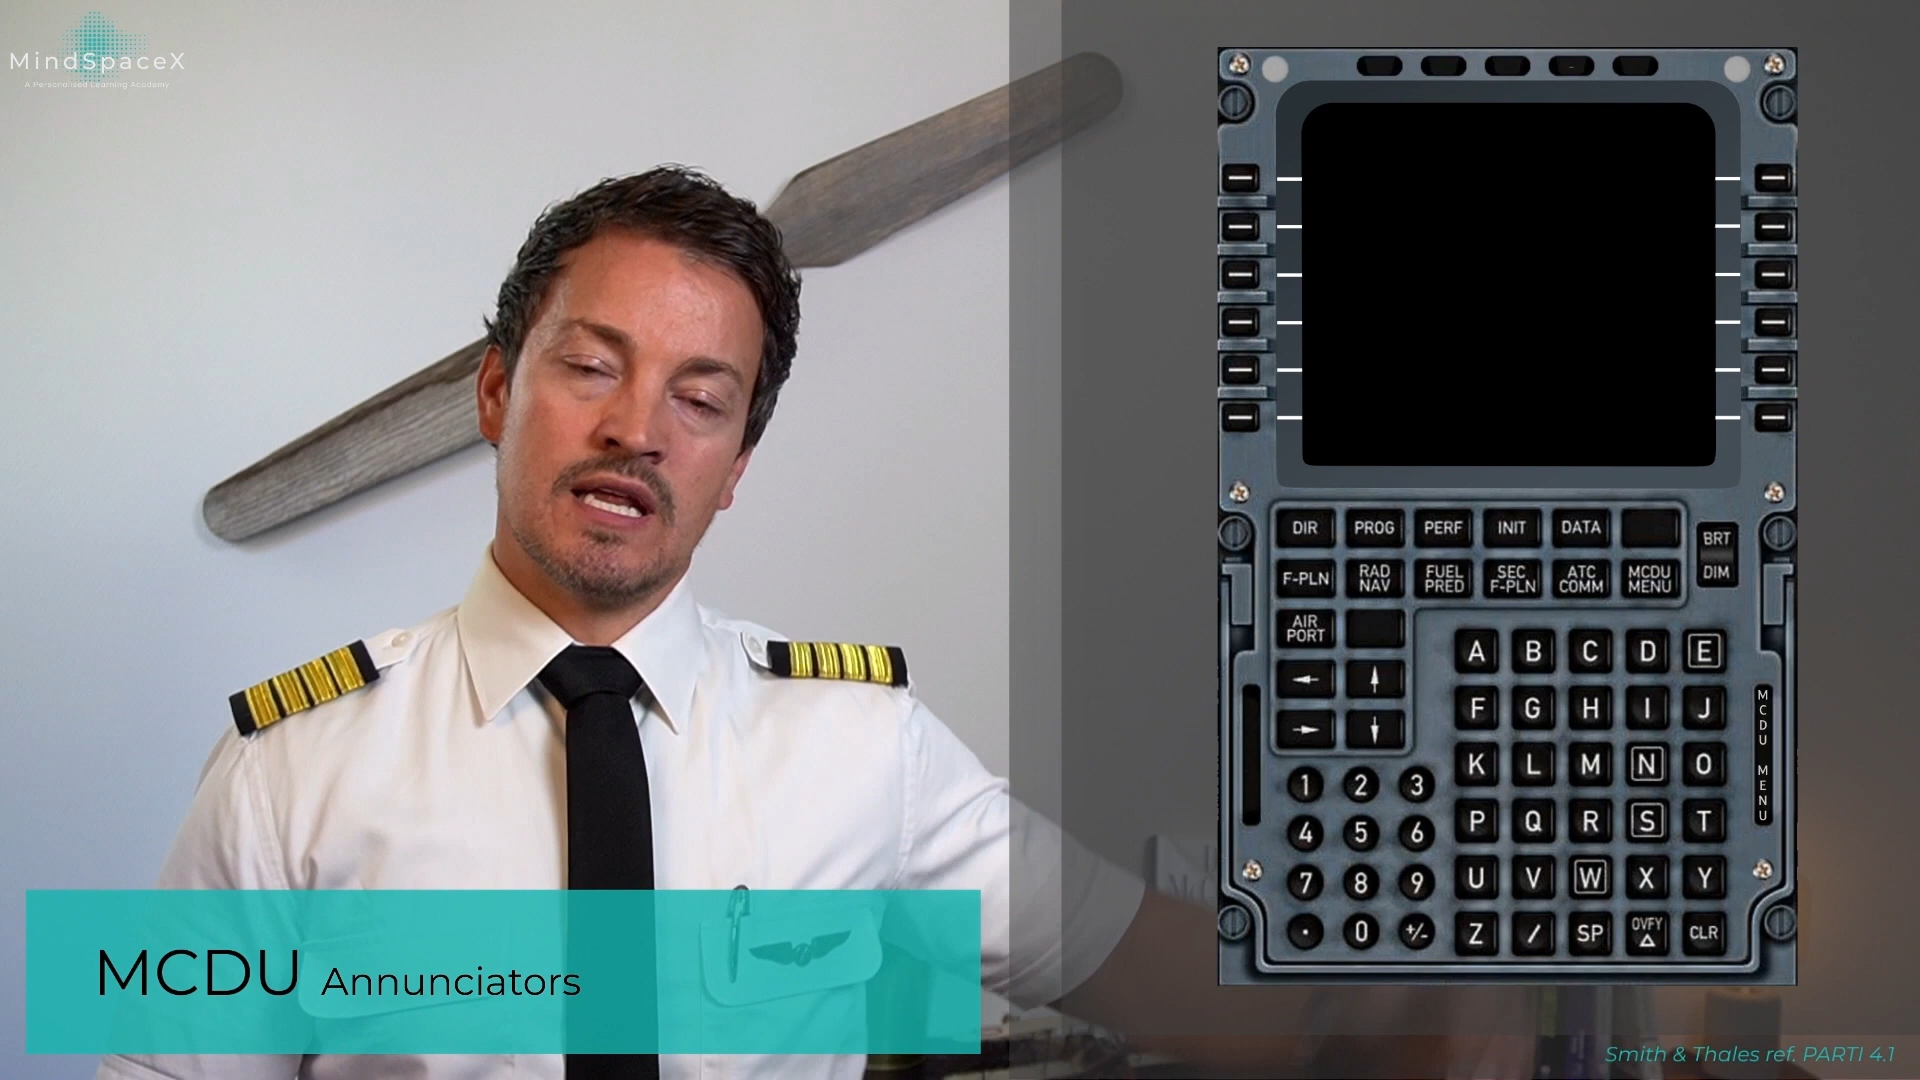 MindSpaceX
A Personalised Learning Academy
DIR PROG PERF INIT DATA
BRT
DIM
F-PLN RAD NAV FUEL PRED SEC F-PLN ATC COMM MCDU MENU
AIR PORT
A B C D E
F G H I J
K L M N O
P Q R S T
U V W X Y
Z / SP OVFY CLR
1 2 3
4 5 6
7 8 9
. 0 +/-
MCDU MENU
MCDU Annunciators
Smith & Thales ref. PARTI 4.1